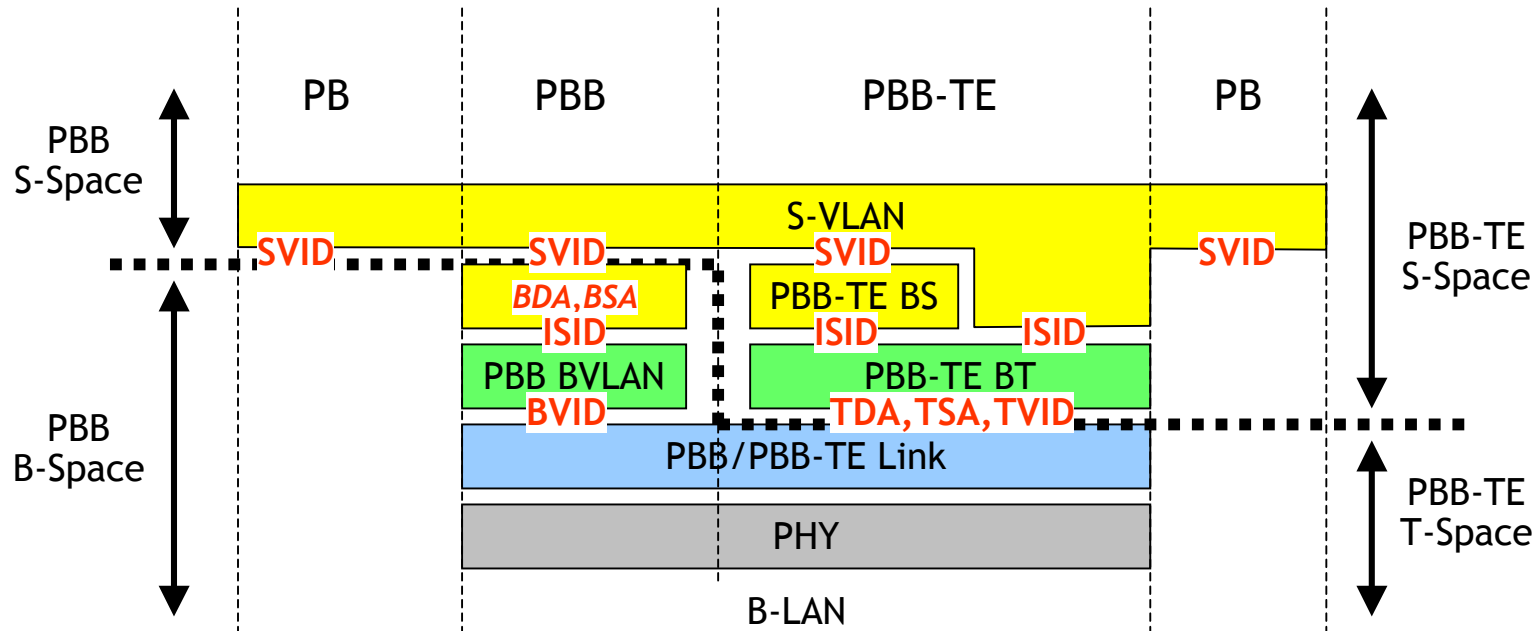 PB
PBB
PBB-TE
PB
PBB
S-Space
S-VLAN
SVID
SVID
SVID
SVID
PBB-TE
S-Space
BDA,BSA
PBB-TE BS
ISID
ISID
ISID
PBB BVLAN
PBB-TE BT
BVID
TDA,TSA,TVID
PBB
B-Space
PBB/PBB-TE Link
PBB-TE
T-Space
PHY
B-LAN